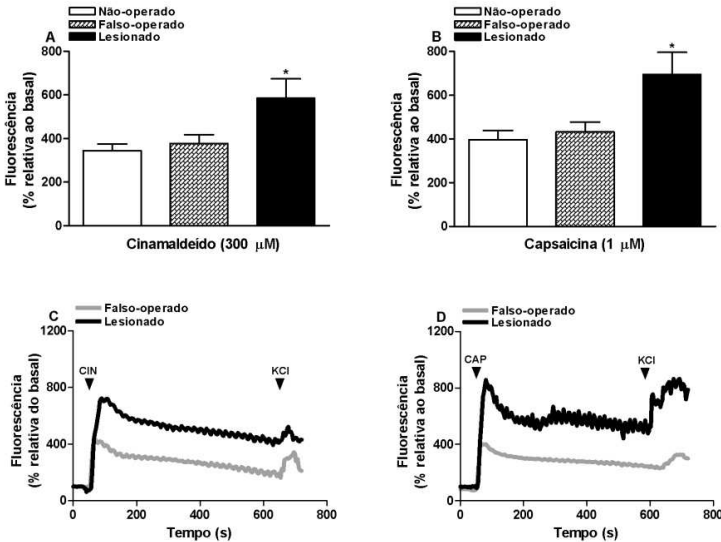 Não-operado
Falso-operado
Lesionado
A
Fluorescência
(% relativa ao basal)
800
600
400
200
0
*
Cinamaldeído (300 µM)
Não-operado
Falso-operado
Lesionado
B
Fluorescência
(% relativa ao basal)
800
600
400
200
0
*
Capsaicina (1 µM)
C
Falso-operado
Lesionado
Fluorescência
(% relativa do basal)
1200
800
400
0
CIN
KCl
0
200
400
600
800
Tempo (s)
D
Falso-operado
Lesionado
Fluorescência
(% relativa ao basal)
1200
800
400
0
CAP
KCl
0
200
400
600
800
Tempo (s)